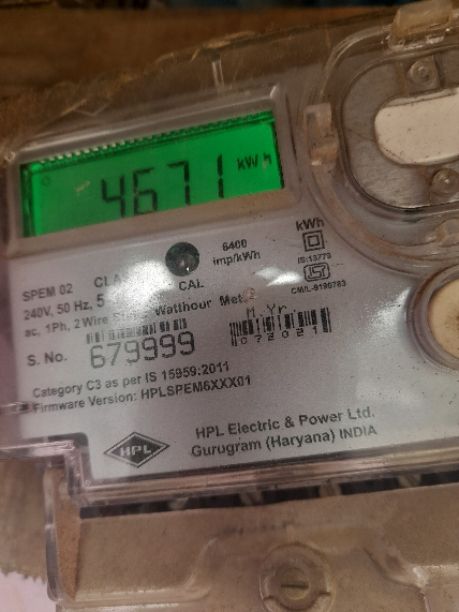 4671 kWh
6400
imp/kWh
kWh
IS:13779
SPEM 02
CAL
CM/L-9196783
240V, 50 Hz, 5
ac, 1Ph, 2 Wire Watthour
M.Yr.
S. No. 679999
072021
Category C3 as per IS 15959:2011
Firmware Version: HPLSPEM6XXX01
HPL
HPL Electric & Power Ltd.
Gurugram (Haryana) INDIA